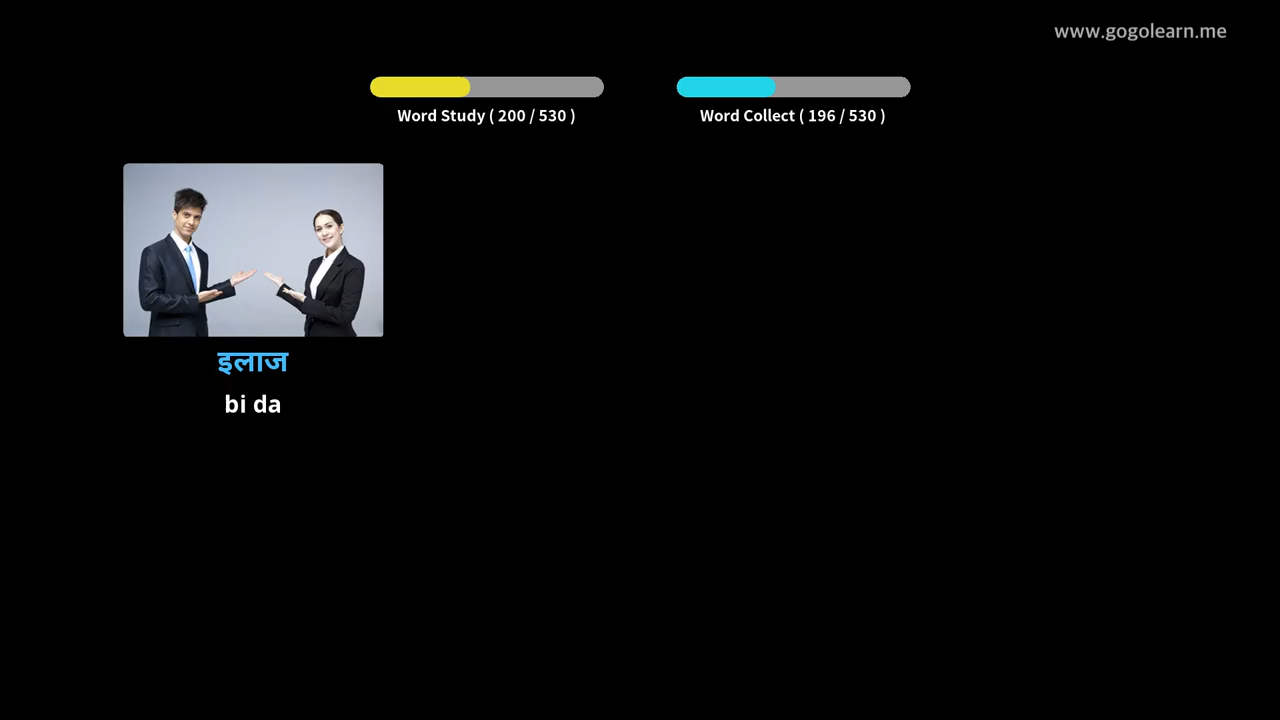 www.gogolearn.me
Word Study ( 200 / 530 )
Word Collect ( 196 / 530 )
इलाज
bi da